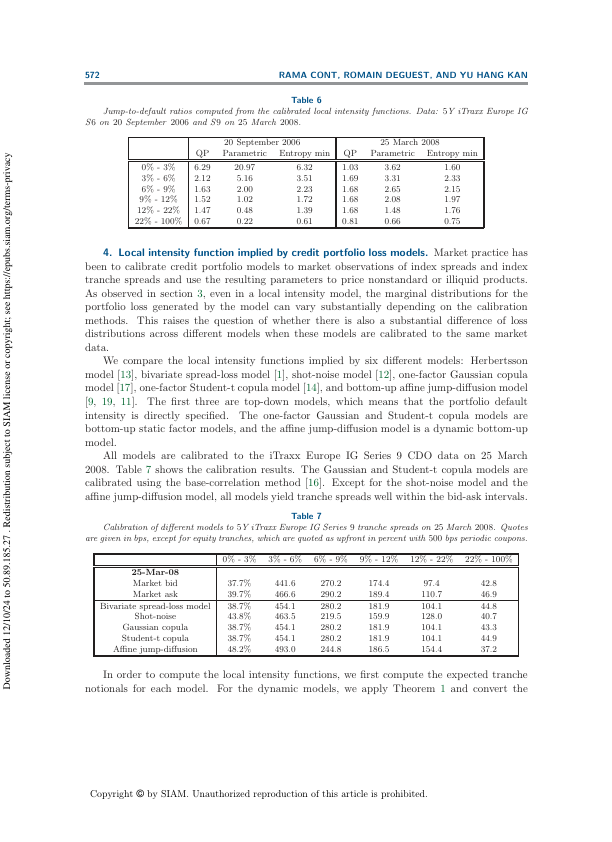 572 RAMA CONT, ROMAIN DEGUEST, AND YU HANG KAN
Table 6
Jump-to-default ratios computed from the calibrated local intensity functions. Data: 5Y iTraxx Europe IG
S6 on 20 September 2006 and S9 on 25 March 2008.
20 September 2006 25 March 2008
QP Parametric Entropy min QP Parametric Entropy min
0% - 3% 6.29 20.97 6.32 1.03 3.62 1.60
3% - 6% 2.12 5.16 3.51 1.69 3.31 2.33
6% - 9% 1.63 2.00 2.23 1.68 2.65 2.15
9% - 12% 1.52 1.02 1.72 1.68 2.08 1.97
12% - 22% 1.47 0.48 1.39 1.68 1.48 1.76
22% - 100% 0.67 0.22 0.61 0.81 0.66 0.75
4. Local intensity function implied by credit portfolio loss models. Market practice has
been to calibrate credit portfolio models to market observations of index spreads and index
tranche spreads and use the resulting parameters to price nonstandard or illiquid products.
As observed in section 3, even in a local intensity model, the marginal distributions for the
portfolio loss generated by the model can vary substantially depending on the calibration
methods. This raises the question of whether there is also a substantial difference of loss
distributions across different models when these models are calibrated to the same market
data.
We compare the local intensity functions implied by six different models: Herbertsson
model [13], bivariate spread-loss model [1], shot-noise model [12], one-factor Gaussian copula
model [17], one-factor Student-t copula model [14], and bottom-up affine jump-diffusion model
[9, 19, 11]. The first three are top-down models, which means that the portfolio default
intensity is directly specified. The one-factor Gaussian and Student-t copula models are
bottom-up static factor models, and the affine jump-diffusion model is a dynamic bottom-up
model.
All models are calibrated to the iTraxx Europe IG Series 9 CDO data on 25 March
2008. Table 7 shows the calibration results. The Gaussian and Student-t copula models are
calibrated using the base-correlation method [16]. Except for the shot-noise model and the
affine jump-diffusion model, all models yield tranche spreads well within the bid-ask intervals.
Table 7
Calibration of different models to 5Y iTraxx Europe IG Series 9 tranche spreads on 25 March 2008. Quotes
are given in bps, except for equity tranches, which are quoted as upfront in percent with 500 bps periodic coupons.
0% - 3% 3% - 6% 6% - 9% 9% - 12% 12% - 22% 22% - 100%
25-Mar-08
Market bid 37.7% 441.6 270.2 174.4 97.4 42.8
Market ask 39.7% 466.6 290.2 189.4 110.7 46.9
Bivariate spread-loss model 38.7% 454.1 280.2 181.9 104.1 44.8
Shot-noise 43.8% 463.5 219.5 159.9 128.0 40.7
Gaussian copula 38.7% 454.1 280.2 181.9 104.1 43.3
Student-t copula 38.7% 454.1 280.2 181.9 104.1 44.9
Affine jump-diffusion 48.2% 493.0 244.8 186.5 154.4 37.2
In order to compute the local intensity functions, we first compute the expected tranche
notionals for each model. For the dynamic models, we apply Theorem 1 and convert the
Copyright © by SIAM. Unauthorized reproduction of this article is prohibited.
Downloaded 12/10/24 to 50.89.185.27 . Redistribution subject to SIAM license or copyright; see https://epubs.siam.org/terms-privacy